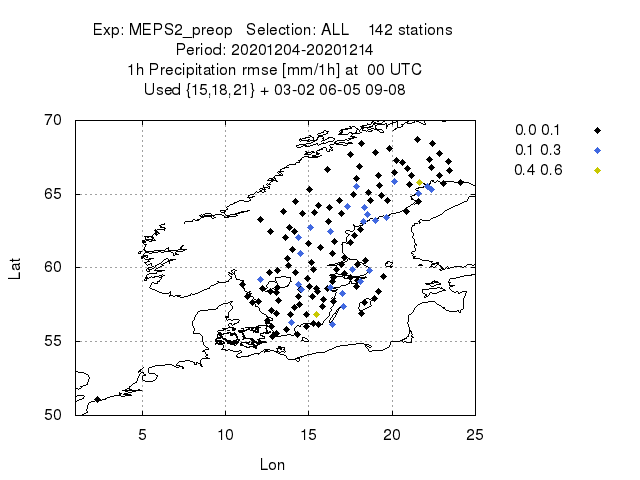 Exp: MEPS2_preop   Selection: ALL    142 stations
Period: 20201204-20201214
1h Precipitation rmse [mm/1h] at  00 UTC
Used {15,18,21} + 03-02 06-05 09-08
0.0 0.1
0.1 0.3
0.4 0.6
70
65
60
55
50
Lat
5 10 15 20 25
Lon